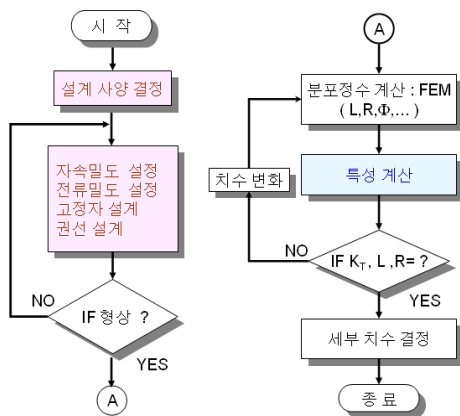 시 작
설계 사양 결정
자속밀도 설정
전류밀도 설정
고정자 설계
권선 설계
NO
IF 형상 ?
YES
A
A
분포정수 계산 : FEM
( L,R,Φ,... )
치수 변화
특성 계산
NO
IF K_T, L ,R= ?
YES
세부 치수 결정
종 료